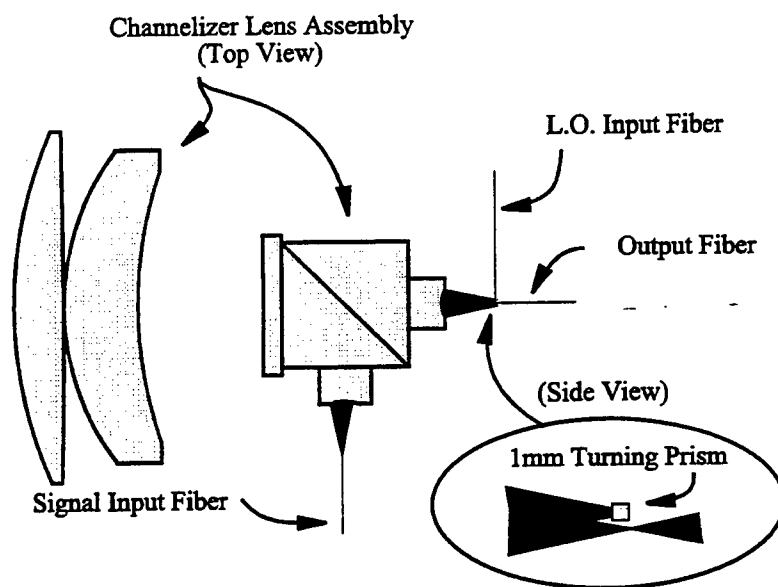 Channelizer Lens Assembly
(Top View)
L.O. Input Fiber
Output Fiber
(Side View)
1mm Turning Prism
Signal Input Fiber